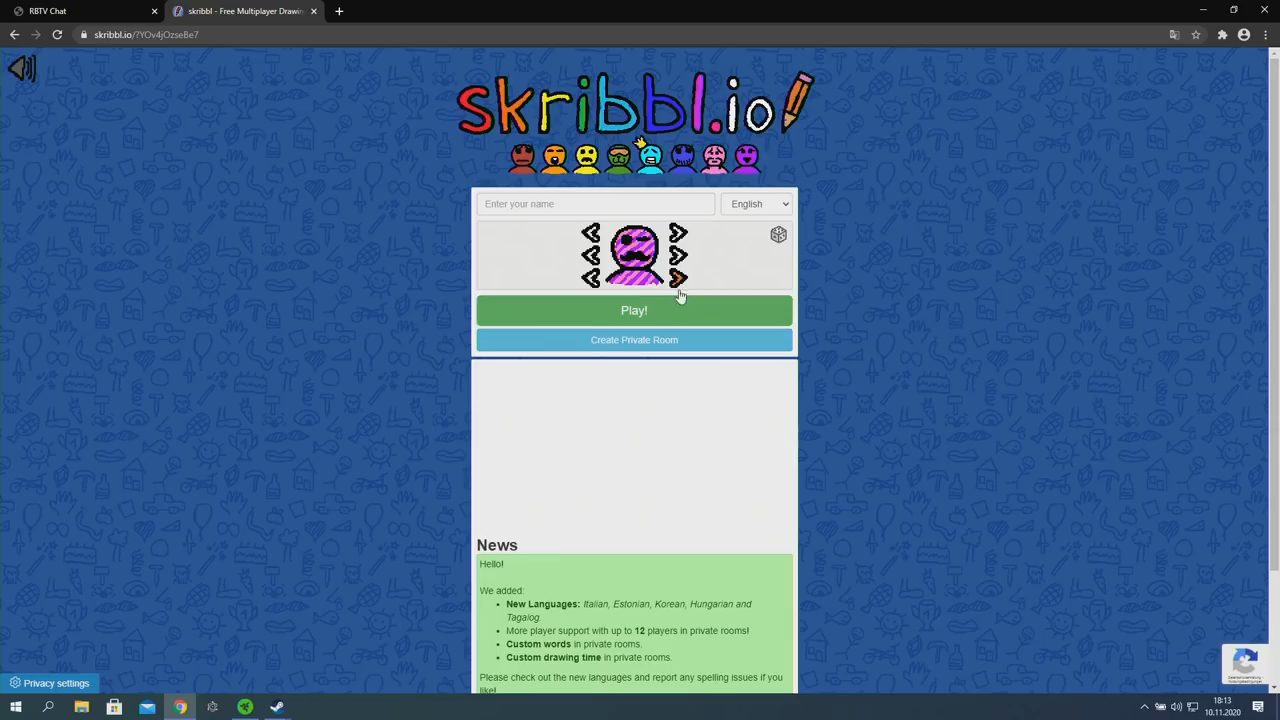 RBTV Chat
skribbl - Free Multiplayer Drawin
skribbl.io/?YOv4jOzseBe7
skribbl.io
Enter your name
English
Play!
Create Private Room
News
Hello!
We added:
New Languages: Italian, Estonian, Korean, Hungarian and
Tagalog.
More player support with up to 12 players in private rooms!
Custom words in private rooms.
Custom drawing time in private rooms.
Please check out the new languages and report any spelling issues if you
like!
Privacy settings
18:13
10.11.2020